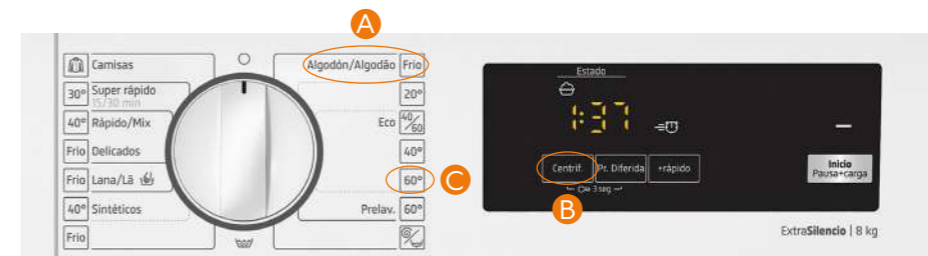 A
Camisas
Algodón/Algodão Frio
30° Super rápido
15/30 min
20°
40° Rápido/Mix
Eco 40/60
Frio Delicados
40°
Frio Lana/Lã
60° C
40° Sintéticos
Prelav. 60°
Frio
Estado
1:37
Centrif. Pr. Diferida +rápido
3 seg
B
Inicio
Pausa+carga
ExtraSilencio | 8 kg